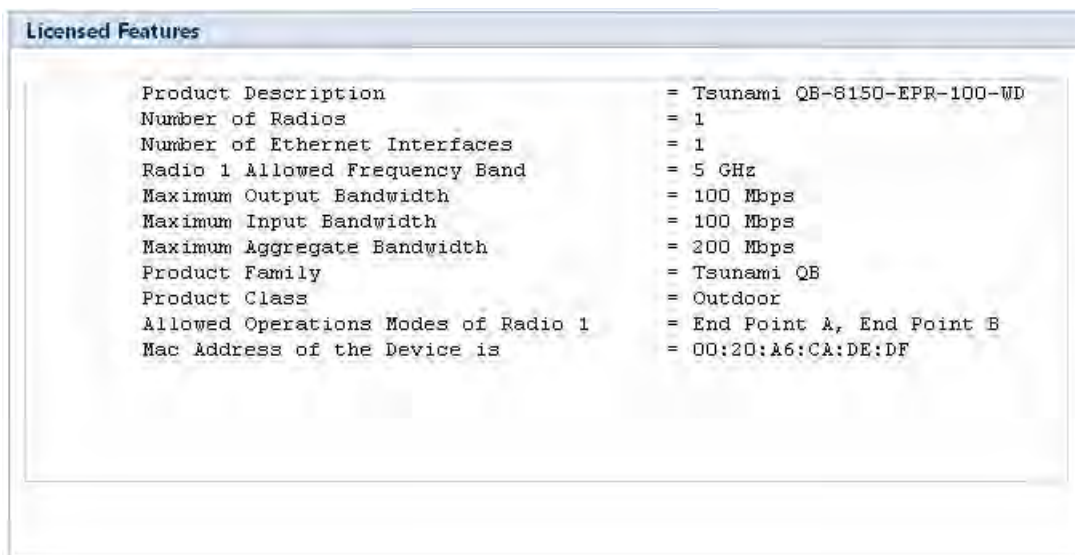 Licensed Features
Product Description = Tsunami QB-8150-EPR-100-WD
Number of Radios = 1
Number of Ethernet Interfaces = 1
Radio 1 Allowed Frequency Band = 5 GHz
Maximum Output Bandwidth = 100 Mbps
Maximum Input Bandwidth = 100 Mbps
Maximum Aggregate Bandwidth = 200 Mbps
Product Family = Tsunami QB
Product Class = Outdoor
Allowed Operations Modes of Radio 1 = End Point A, End Point B
Mac Address of the Device is = 00:20:A6:CA:DE:DF